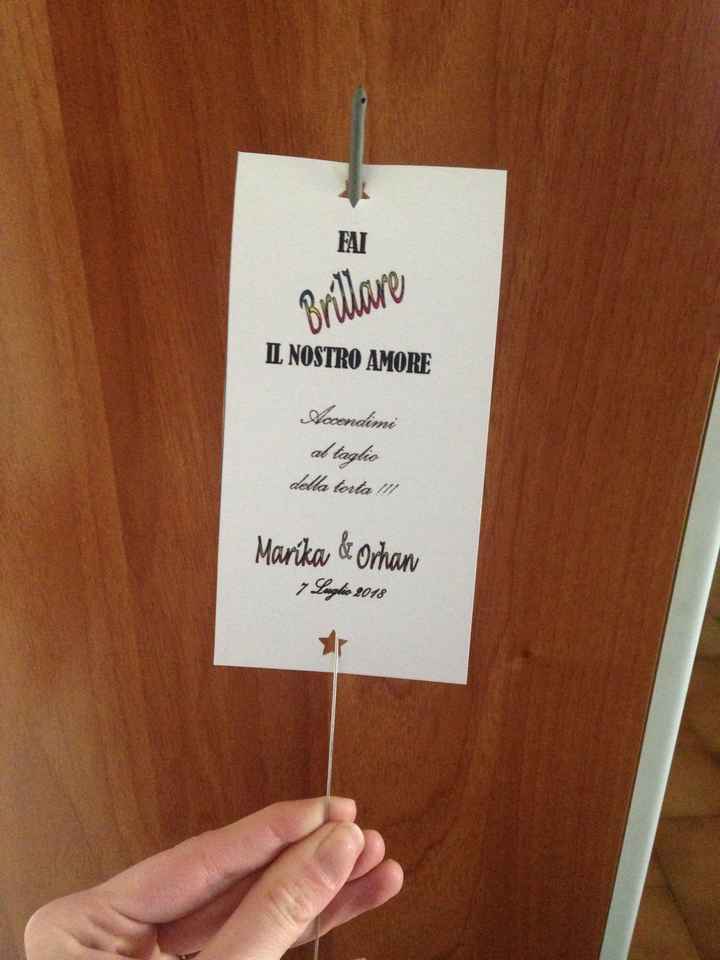 FAI
Brillare
IL NOSTRO AMORE
Accendimi
al taglio
della torta !!!
Marika & Orhan
7 Luglio 2018